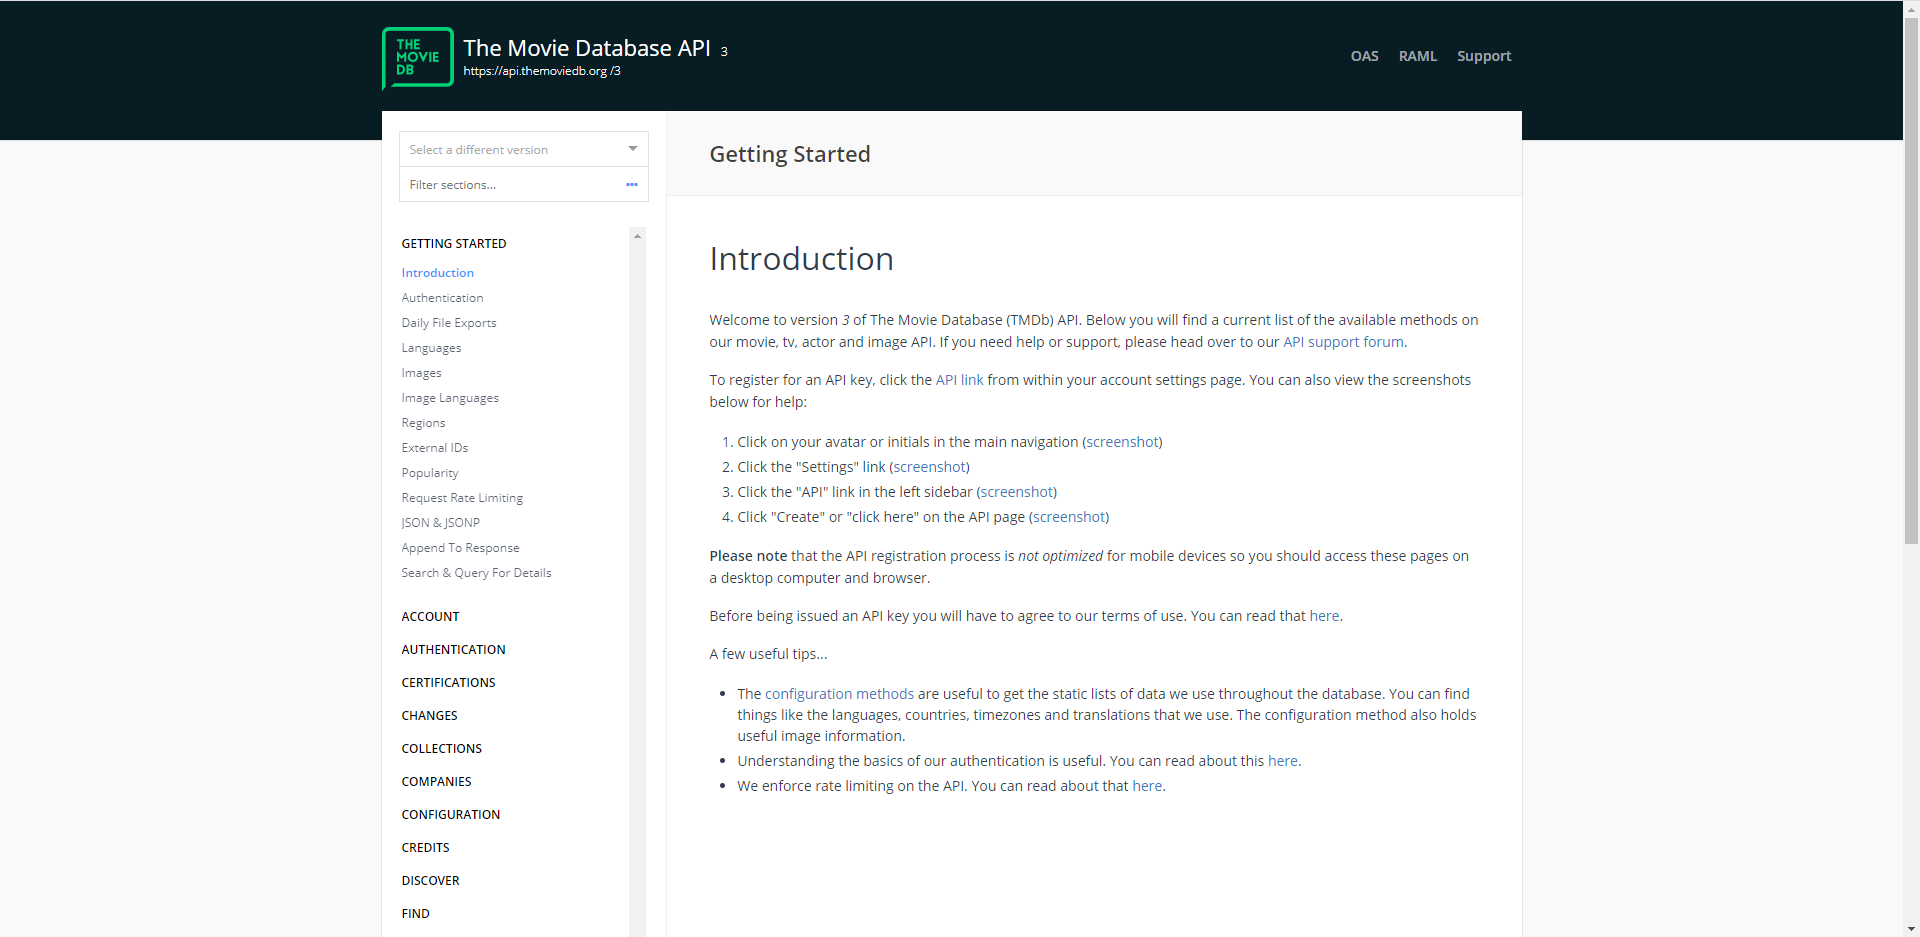 THE
MOVIE
DB
The Movie Database API 3
https://api.themoviedb.org /3
OAS RAML Support
Select a different version
Filter sections...
GETTING STARTED
Introduction
Authentication
Daily File Exports
Languages
Images
Image Languages
Regions
External IDs
Popularity
Request Rate Limiting
JSON & JSONP
Append To Response
Search & Query For Details
ACCOUNT
AUTHENTICATION
CERTIFICATIONS
CHANGES
COLLECTIONS
COMPANIES
CONFIGURATION
CREDITS
DISCOVER
FIND
Getting Started
Introduction
Welcome to version 3 of The Movie Database (TMDb) API. Below you will find a current list of the available methods on
our movie, tv, actor and image API. If you need help or support, please head over to our API support forum.
To register for an API key, click the API link from within your account settings page. You can also view the screenshots
below for help:
1. Click on your avatar or initials in the main navigation (screenshot)
2. Click the "Settings" link (screenshot)
3. Click the "API" link in the left sidebar (screenshot)
4. Click "Create" or "click here" on the API page (screenshot)
Please note that the API registration process is not optimized for mobile devices so you should access these pages on
a desktop computer and browser.
Before being issued an API key you will have to agree to our terms of use. You can read that here.
A few useful tips...
• The configuration methods are useful to get the static lists of data we use throughout the database. You can find
things like the languages, countries, timezones and translations that we use. The configuration method also holds
useful image information.
• Understanding the basics of our authentication is useful. You can read about this here.
• We enforce rate limiting on the API. You can read about that here.